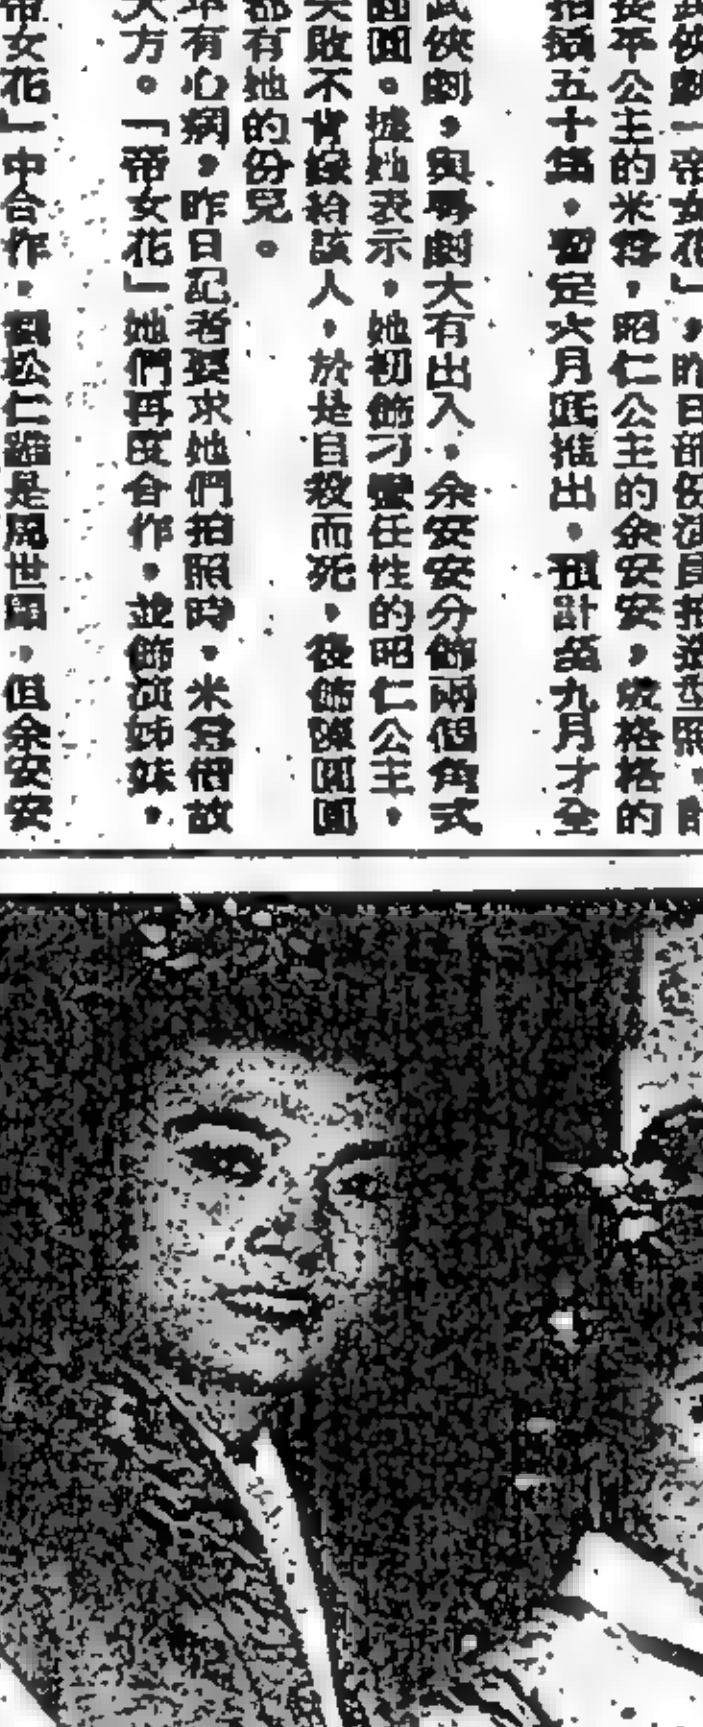 武俠劇「帝女花」，昨日部份演員拍造型照，飾
長平公主的米雪，昭仁公主的余安安，戚格格的
拍攝五十集，暫定六月底推出，預計至九月才全
武俠劇，與粵劇大有出入，余安安分飾兩個角式
圓圓。據她表示，她初飾刁蠻任性的昭仁公主，
失敗不肯嫁給該人，於是自殺而死，後飾陳圓圓
都有她的份兒。
有心病，昨日記者要求她們拍照時，米雪借故
大方。「帝女花」她們再度合作，並飾演姊妹，
帝女花」中合作，劉松仁雖是周世顯，但余安安